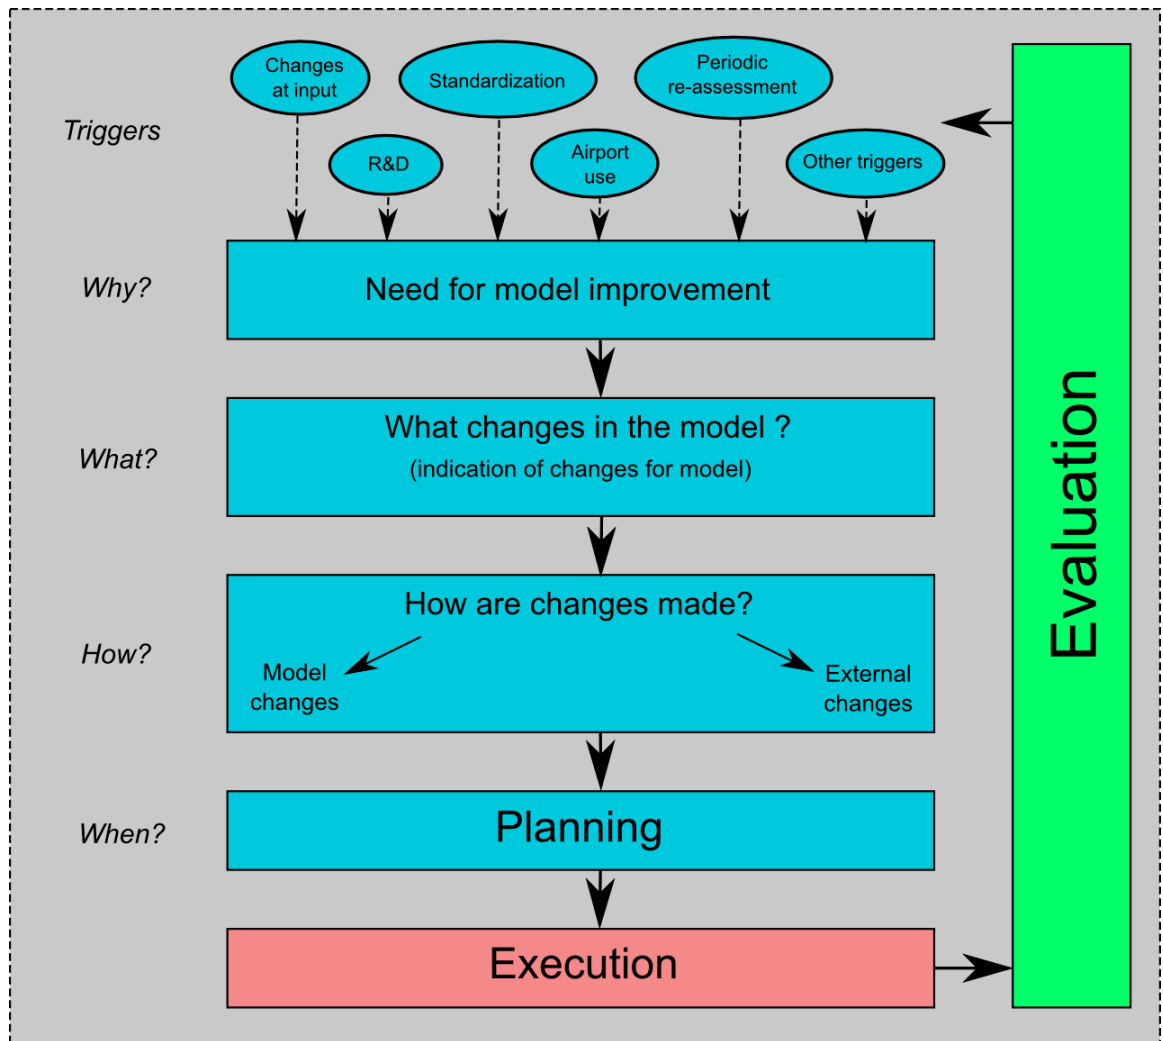 Changes
at input
Standardization
Periodic
re-assessment
Triggers
R&D
Airport
use
Other triggers
Why?
Need for model improvement
What?
What changes in the model ?
(indication of changes for model)
How?
How are changes made?
Model
changes
External
changes
When?
Planning
Execution
Evaluation